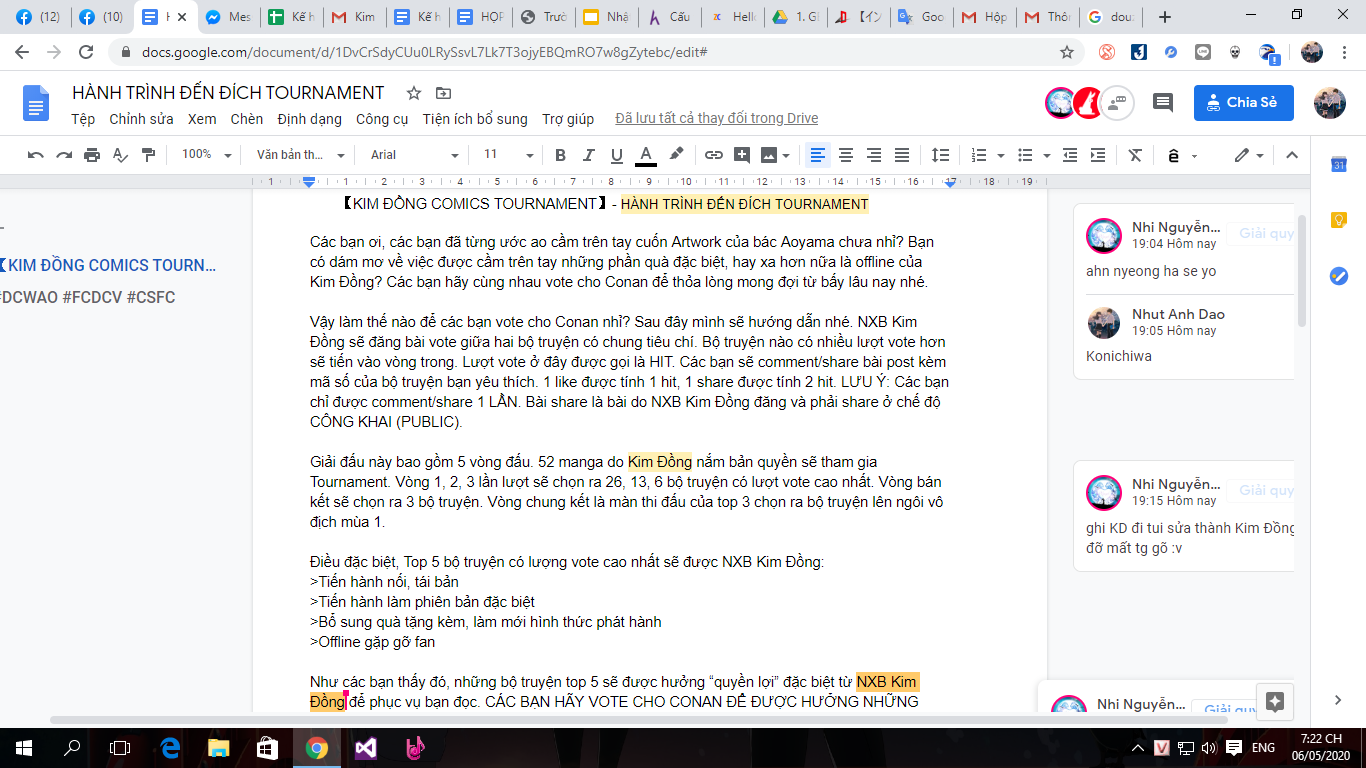 (12)
(10)
H
Mes
Kế h
Kim
Kế h
HỢP
Trườ
Nhậ
Cấu
Hello
1. GI
【イン
Goo
Hộp
Thôn
dou:
docs.google.com/document/d/1DvCrSdyCUu0LRySsvL7Lk7T3ojyEBQmRO7w8gZytebc/edit#
HÀNH TRÌNH ĐẾN ĐÍCH TOURNAMENT
Tệp Chỉnh sửa Xem Chèn Định dạng Công cụ Tiện ích bổ sung Trợ giúp Đã lưu tất cả thay đổi trong Drive
Chia Sẻ
100% Văn bản th... Arial 11 B I U A ê
1 1 2 3 4 5 6 7 8 9 10 11 12 13 14 15 16 17 18 19
【KIM ĐỒNG COMICS TOURN...
#DCWAO #FCDCV #CSFC
【KIM ĐỒNG COMICS TOURNAMENT】- HÀNH TRÌNH ĐẾN ĐÍCH TOURNAMENT
Các bạn ơi, các bạn đã từng ước ao cầm trên tay cuốn Artwork của bác Aoyama chưa nhỉ? Bạn
có dám mơ về việc được cầm trên tay những phần quà đặc biệt, hay xa hơn nữa là offline của
Kim Đồng? Các bạn hãy cùng nhau vote cho Conan để thỏa lòng mong đợi từ bấy lâu nay nhé.
Vậy làm thế nào để các bạn vote cho Conan nhỉ? Sau đây mình sẽ hướng dẫn nhé. NXB Kim
Đồng sẽ đăng bài vote giữa hai bộ truyện có chung tiêu chí. Bộ truyện nào có nhiều lượt vote hơn
sẽ tiến vào vòng trong. Lượt vote ở đây được gọi là HIT. Các bạn sẽ comment/share bài post kèm
mã số của bộ truyện bạn yêu thích. 1 like được tính 1 hit, 1 share được tính 2 hit. LƯU Ý: Các bạn
chỉ được comment/share 1 LẦN. Bài share là bài do NXB Kim Đồng đăng và phải share ở chế độ
CÔNG KHAI (PUBLIC).
Giải đấu này bao gồm 5 vòng đấu. 52 manga do Kim Đồng nắm bản quyền sẽ tham gia
Tournament. Vòng 1, 2, 3 lần lượt sẽ chọn ra 26, 13, 6 bộ truyện có lượt vote cao nhất. Vòng bán
kết sẽ chọn ra 3 bộ truyện. Vòng chung kết là màn thi đấu của top 3 chọn ra bộ truyện lên ngôi vô
địch mùa 1.
Điều đặc biệt, Top 5 bộ truyện có lượng vote cao nhất sẽ được NXB Kim Đồng:
>Tiến hành nối, tái bản
>Tiến hành làm phiên bản đặc biệt
>Bổ sung quà tặng kèm, làm mới hình thức phát hành
>Offline gặp gỡ fan
Như các bạn thấy đó, những bộ truyện top 5 sẽ được hưởng “quyền lợi” đặc biệt từ NXB Kim
Đồng để phục vụ bạn đọc. CÁC BẠN HÃY VOTE CHO CONAN ĐỂ ĐƯỢC HƯỞNG NHỮNG
Nhi Nguyễn... Giải quy
19:04 Hôm nay
ahn nyeong ha se yo
Nhut Anh Dao
19:05 Hôm nay
Konichiwa
Nhi Nguyễn... Giải quy
19:15 Hôm nay
ghi KD đi tui sửa thành Kim Đồng
đỡ mất tg gõ :v
Nhi Nguyễn... Giải quy
31
ENG
7:22 CH
06/05/2020